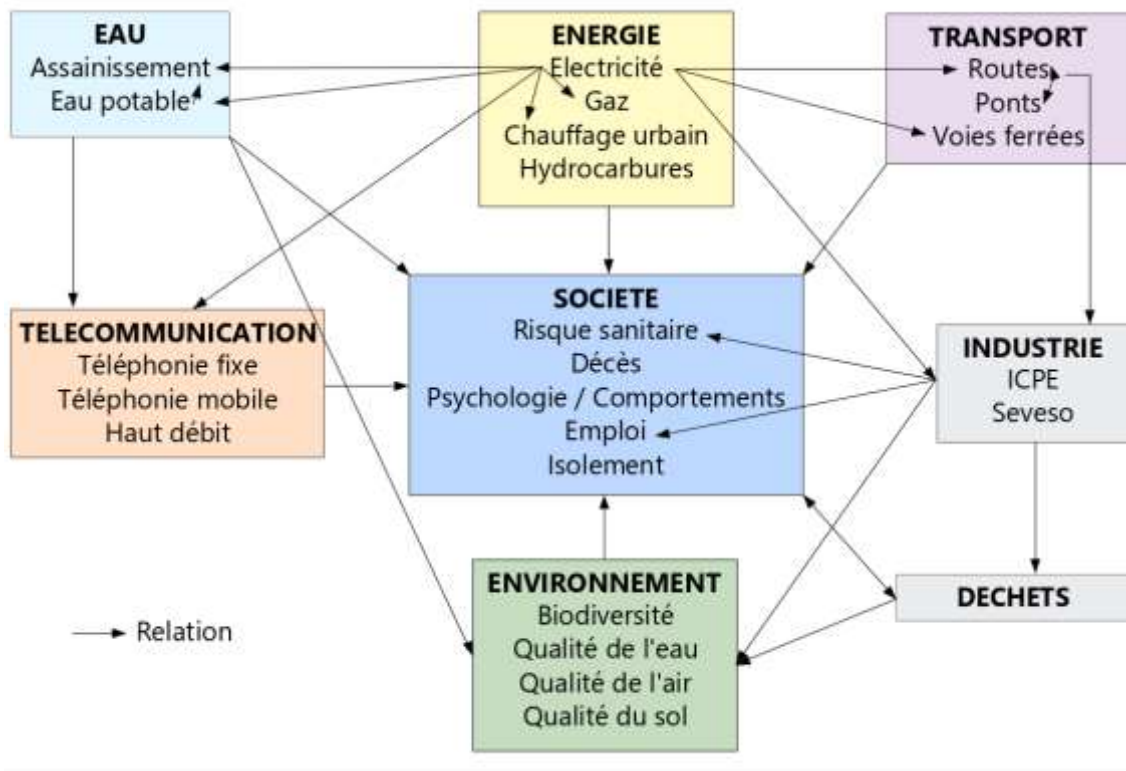 EAU
Assainissement
Eau potable
ENERGIE
Electricité
Gaz
Chauffage urbain
Hydrocarbures
TRANSPORT
Routes
Ponts
Voies ferrées
TELECOMMUNICATION
Téléphonie fixe
Téléphonie mobile
Haut débit
SOCIETE
Risque sanitaire
Décès
Psychologie / Comportements
Emploi
Isolement
INDUSTRIE
ICPE
Seveso
ENVIRONNEMENT
Biodiversité
Qualité de l'eau
Qualité de l'air
Qualité du sol
DECHETS
Relation